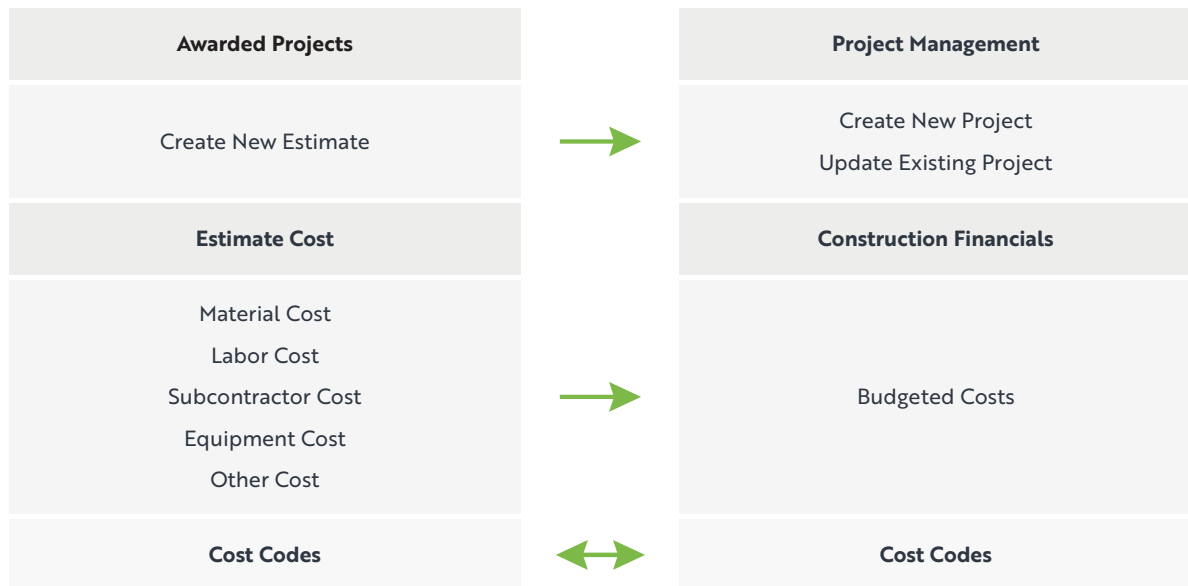 Awarded Projects
Project Management
Create New Estimate
Create New Project
Update Existing Project
Estimate Cost
Construction Financials
Material Cost
Labor Cost
Subcontractor Cost
Equipment Cost
Other Cost
Budgeted Costs
Cost Codes
Cost Codes